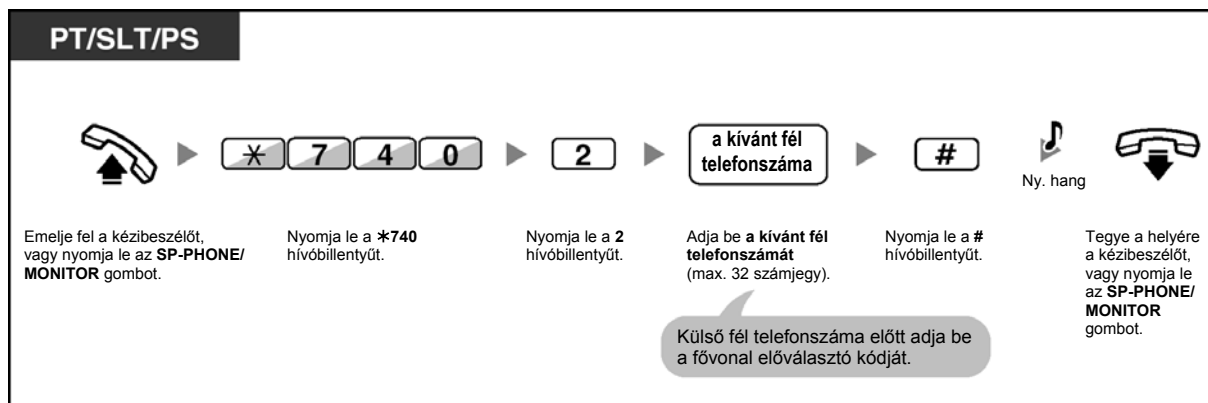 PT/SLT/PS
✳ 7 4 0
2
a kívánt fél
telefonszáma
#
Ny. hang
Emelje fel a kézibeszélőt,
vagy nyomja le az SP-PHONE/
MONITOR gombot.
Nyomja le a ✳740
hívóbillentyűt.
Nyomja le a 2
hívóbillentyűt.
Adja be a kívánt fél
telefonszámát
(max. 32 számjegy).
Nyomja le a #
hívóbillentyűt.
Tegye a helyére
a kézibeszélőt,
vagy nyomja le
az SP-PHONE/
MONITOR
gombot.
Külső fél telefonszáma előtt adja be
a fővonal előválasztó kódját.